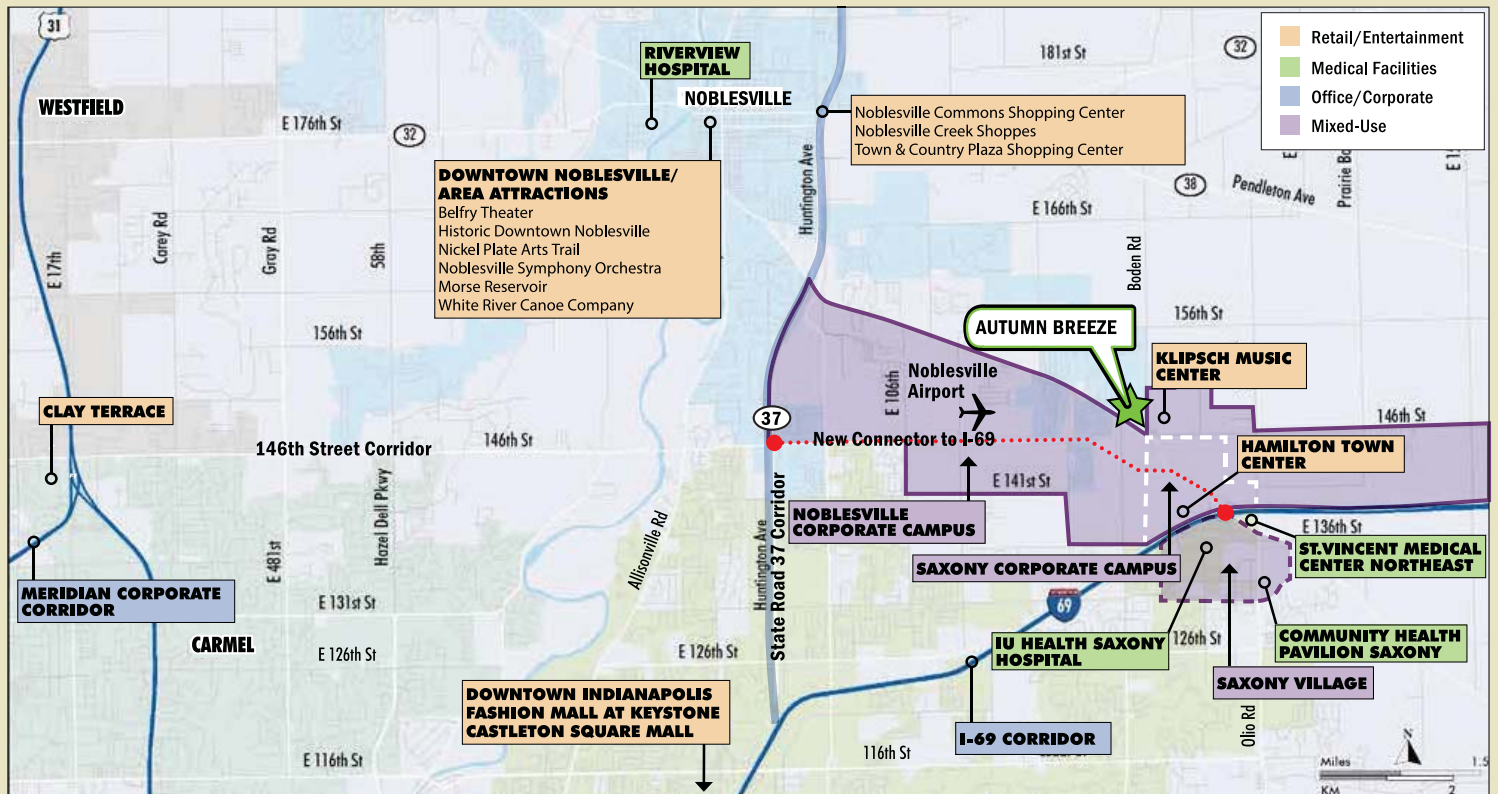 31
WESTFIELD
RIVERVIEW
HOSPITAL
NOBLESVILLE
32
181st St
Retail/Entertainment
Medical Facilities
Office/Corporate
Mixed-Use
E 176th St
32
Noblesville Commons Shopping Center
Noblesville Creek Shoppes
Town & Country Plaza Shopping Center
DOWNTOWN NOBLESVILLE/
AREA ATTRACTIONS
Belfry Theater
Historic Downtown Noblesville
Nickel Plate Arts Trail
Noblesville Symphony Orchestra
Morse Reservoir
White River Canoe Company
Huntington Ave
38
Pendleton Ave
E 166th St
E 17th
Carey Rd
Gray Rd
58th
Boden Rd
156th St
156th St
AUTUMN BREEZE
KLIPSCH MUSIC
CENTER
E 106th
Noblesville
Airport
CLAY TERRACE
37
146th St
146th Street Corridor
146th St
New Connector to I-69
HAMILTON TOWN
CENTER
E 141st St
Hazel Dell Pkwy
E 481st
Allisonville Rd
Huntington Ave
State Road 37 Corridor
NOBLESVILLE
CORPORATE CAMPUS
E 136th St
SAXONY CORPORATE CAMPUS
ST.VINCENT MEDICAL
CENTER NORTHEAST
MERIDIAN CORPORATE
CORRIDOR
E 131st St
69
CARMEL
E 126th St
E 126th St
126th St
IU HEALTH SAXONY
HOSPITAL
COMMUNITY HEALTH
PAVILION SAXONY
SAXONY VILLAGE
DOWNTOWN INDIANAPOLIS
FASHION MALL AT KEYSTONE
CASTLETON SQUARE MALL
I-69 CORRIDOR
Olio Rd
E 116th St
116th St
N
Miles
1.5
KM
2